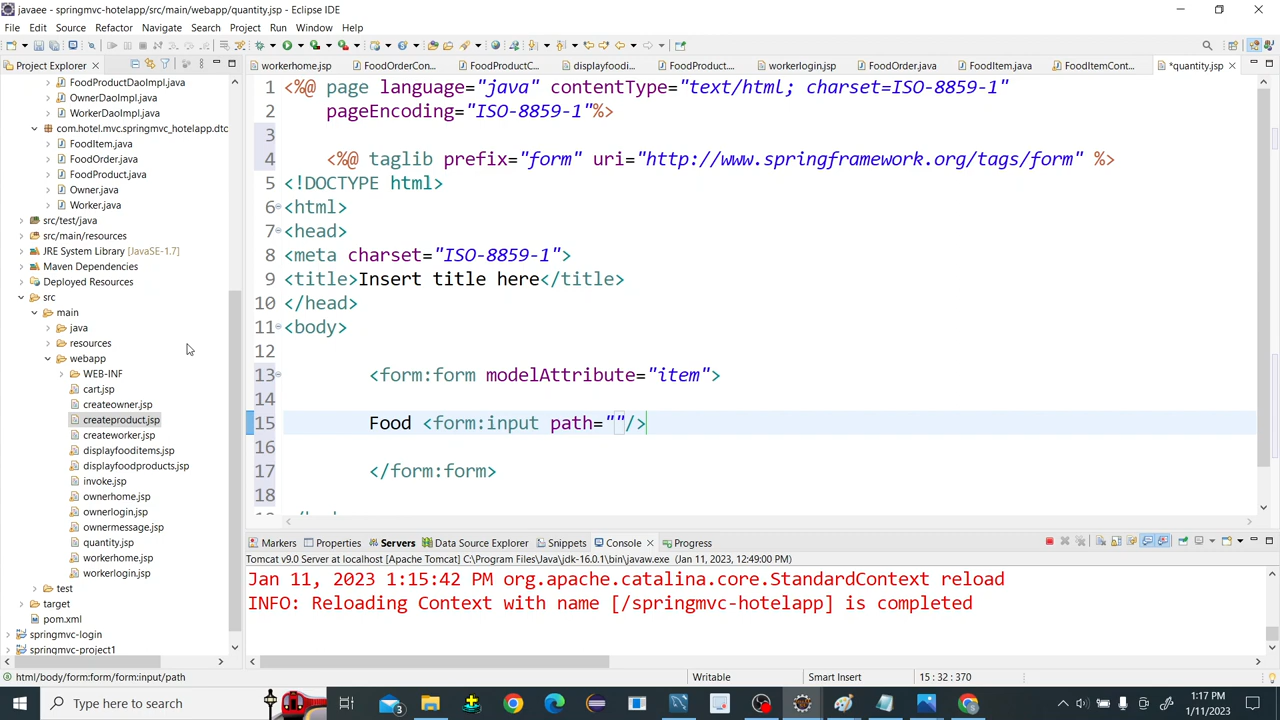 javaee - springmvc-hotelapp/src/main/webapp/quantity.jsp - Eclipse IDE
File Edit Source Refactor Navigate Search Project Run Window Help
Project Explorer
workerhome.jsp
FoodOrderCon...
FoodProductC...
displayfoodi...
FoodProduct....
workerlogin.jsp
FoodOrder.java
FoodItem.java
FoodItemCont...
*quantity.jsp
FoodProductDaoImpl.java
OwnerDaoImpl.java
WorkerDaoImpl.java
com.hotel.mvc.springmvc_hotelapp.dtc
FoodItem.java
FoodOrder.java
FoodProduct.java
Owner.java
Worker.java
src/test/java
src/main/resources
JRE System Library [JavaSE-1.7]
Maven Dependencies
Deployed Resources
src
main
java
resources
webapp
WEB-INF
cart.jsp
createowner.jsp
createproduct.jsp
createworker.jsp
displayfooditems.jsp
displayfoodproducts.jsp
invoke.jsp
ownerhome.jsp
ownerlogin.jsp
ownermessage.jsp
quantity.jsp
workerhome.jsp
workerlogin.jsp
test
target
pom.xml
springmvc-login
springmvc-project1
1 <%@ page language="java" contentType="text/html; charset=ISO-8859-1"
2 pageEncoding="ISO-8859-1"%>
3
4 <%@ taglib prefix="form" uri="http://www.springframework.org/tags/form" %>
5 <!DOCTYPE html>
6 <html>
7 <head>
8 <meta charset="ISO-8859-1">
9 <title>Insert title here</title>
10 </head>
11 <body>
12
13 <form:form modelAttribute="item">
14
15 Food <form:input path=""/>
16
17 </form:form>
18
Markers Properties Servers Data Source Explorer Snippets Console Progress
Tomcat v9.0 Server at localhost [Apache Tomcat] C:\Program Files\Java\jdk-16.0.1\bin\javaw.exe (Jan 11, 2023, 12:49:00 PM)
Jan 11, 2023 1:15:42 PM org.apache.catalina.core.StandardContext reload
INFO: Reloading Context with name [/springmvc-hotelapp] is completed
html/body/form:form/form:input/path
Writable
Smart Insert
15 : 32 : 370
Type here to search
3
1:17 PM
1/11/2023